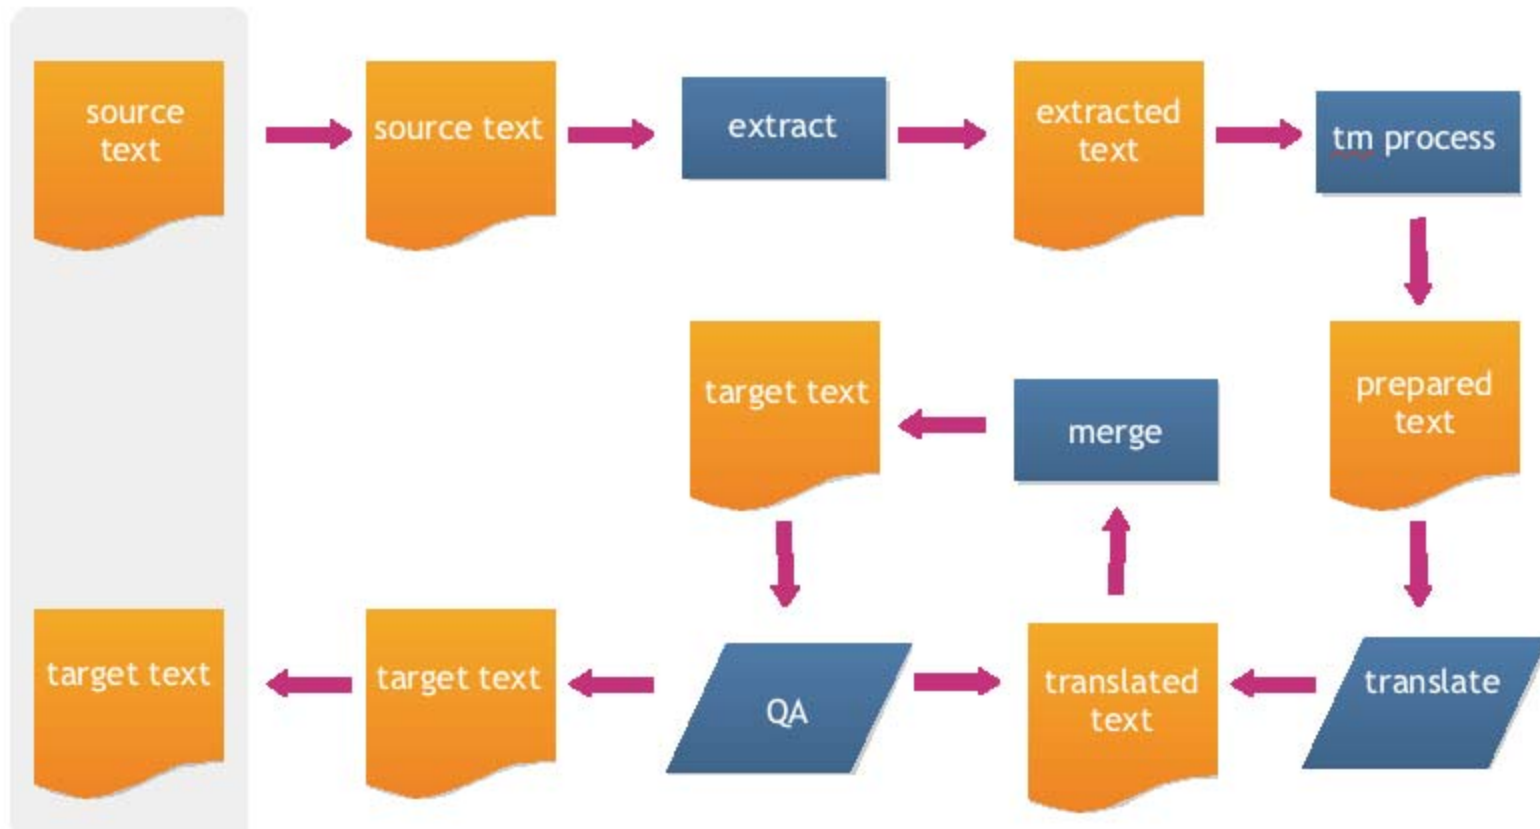 source
text
source text
extract
extracted
text
tm process
target text
merge
prepared
text
target text
target text
QA
translated
text
translate